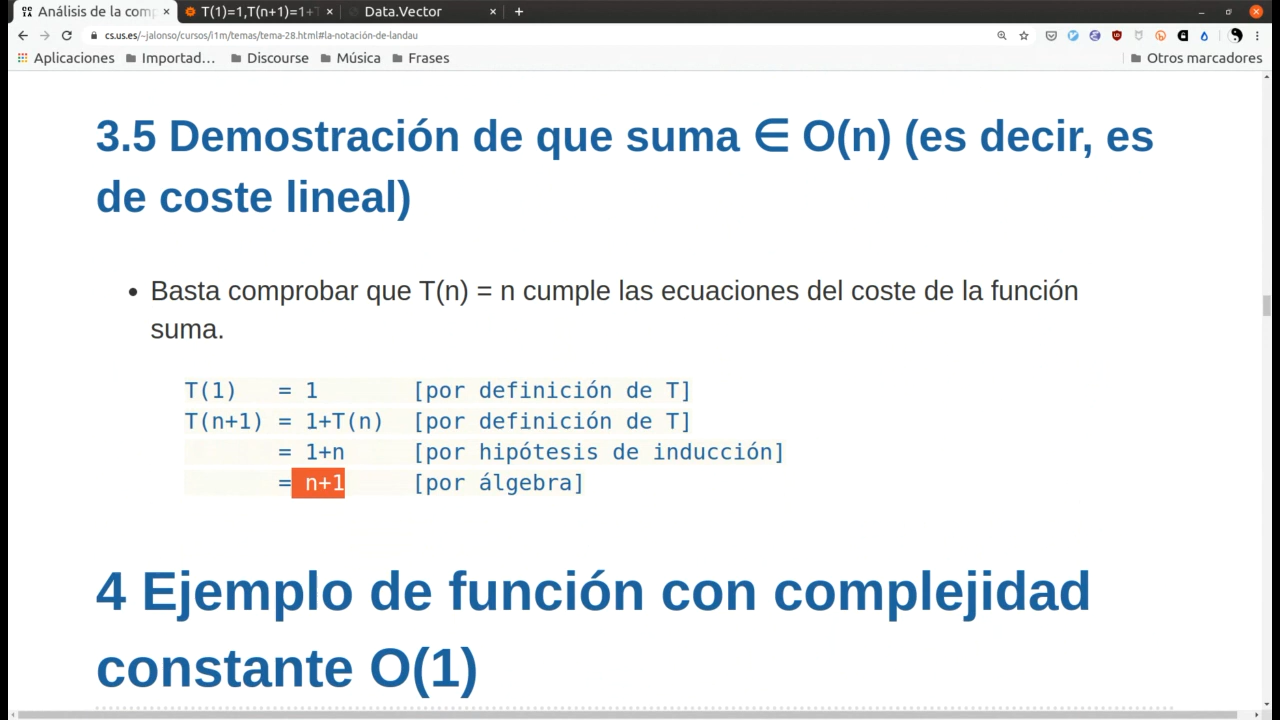 Análisis de la comp
T(1)=1,T(n+1)=1+T
Data.Vector
cs.us.es/~jalonso/cursos/i1m/temas/tema-28.html#la-notación-de-landau
Aplicaciones Importad... Discourse Música Frases Otros marcadores
3.5 Demostración de que suma ∈ O(n) (es decir, es
de coste lineal)
• Basta comprobar que T(n) = n cumple las ecuaciones del coste de la función
suma.
T(1) = 1 [por definición de T]
T(n+1) = 1+T(n) [por definición de T]
= 1+n [por hipótesis de inducción]
= n+1 [por álgebra]
4 Ejemplo de función con complejidad
constante O(1)